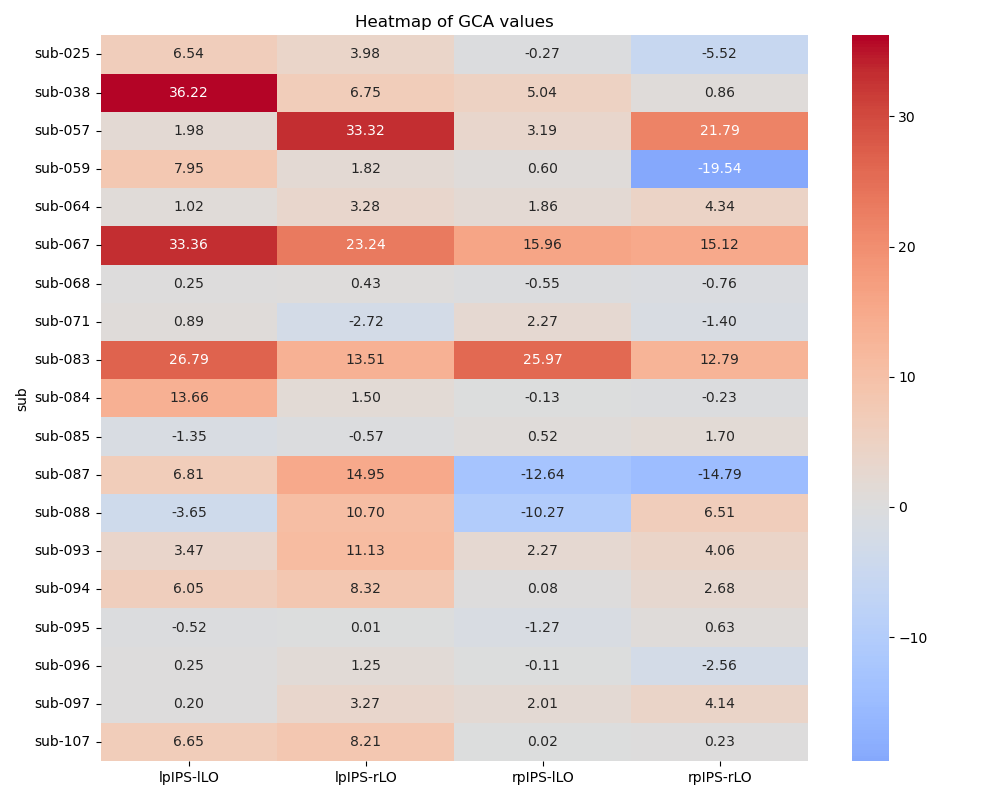 Heatmap of GCA values
sub-025 6.54 3.98 -0.27 -5.52
sub-038 36.22 6.75 5.04 0.86
sub-057 1.98 33.32 3.19 21.79
sub-059 7.95 1.82 0.60 -19.54
sub-064 1.02 3.28 1.86 4.34
sub-067 33.36 23.24 15.96 15.12
sub-068 0.25 0.43 -0.55 -0.76
sub-071 0.89 -2.72 2.27 -1.40
sub-083 26.79 13.51 25.97 12.79
sub-084 13.66 1.50 -0.13 -0.23
sub-085 -1.35 -0.57 0.52 1.70
sub-087 6.81 14.95 -12.64 -14.79
sub-088 -3.65 10.70 -10.27 6.51
sub-093 3.47 11.13 2.27 4.06
sub-094 6.05 8.32 0.08 2.68
sub-095 -0.52 0.01 -1.27 0.63
sub-096 0.25 1.25 -0.11 -2.56
sub-097 0.20 3.27 2.01 4.14
sub-107 6.65 8.21 0.02 0.23
lpIPS-lLO lpIPS-rLO rpIPS-lLO rpIPS-rLO
sub
30
20
10
0
−10